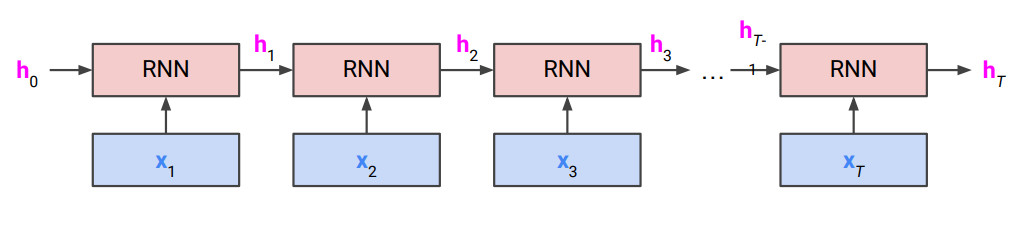 h0 RNN h1 RNN h2 RNN h3 ... hT-1 RNN hT
x1 x2 x3 xT